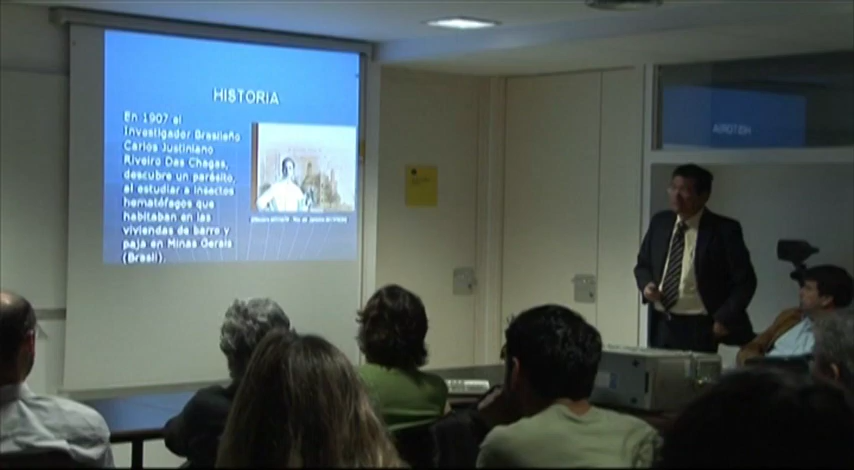 HISTORIA
En 1907 el
Investigador Brasileño
Carlos Justiniano
Riveiro Das Chagas,
descubre un parásito,
al estudiar a insectos
hematófagos que
habitaban en las
viviendas de barro y
paja en Minas Gerais
(Brasil).